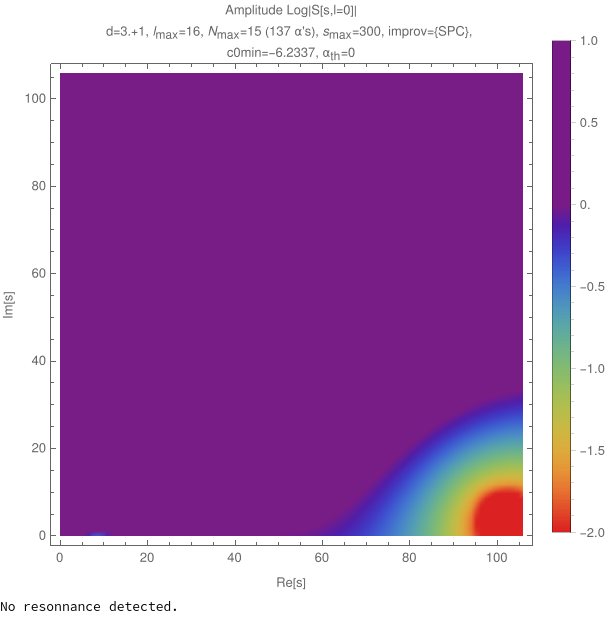 Amplitude Log|S[s,l=0]|
d=3.+1, lmax=16, Nmax=15 (137 α's), smax=300, improv={SPC},
c0min=−6.2337, αth=0
1.0
0.5
0.
−0.5
−1.0
−1.5
−2.0
100
80
60
40
20
0
Im[s]
0 20 40 60 80 100
Re[s]
No resonnance detected.